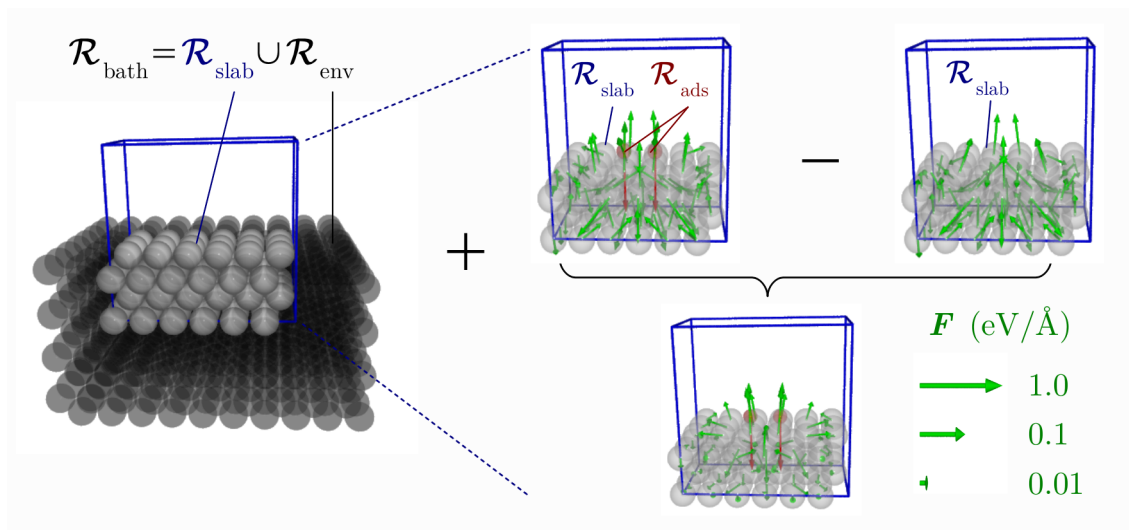 𝓡bath=𝓡slab∪𝓡env
𝓡slab 𝓡ads
𝓡slab
+
−
F (eV/Å)
1.0
0.1
0.01